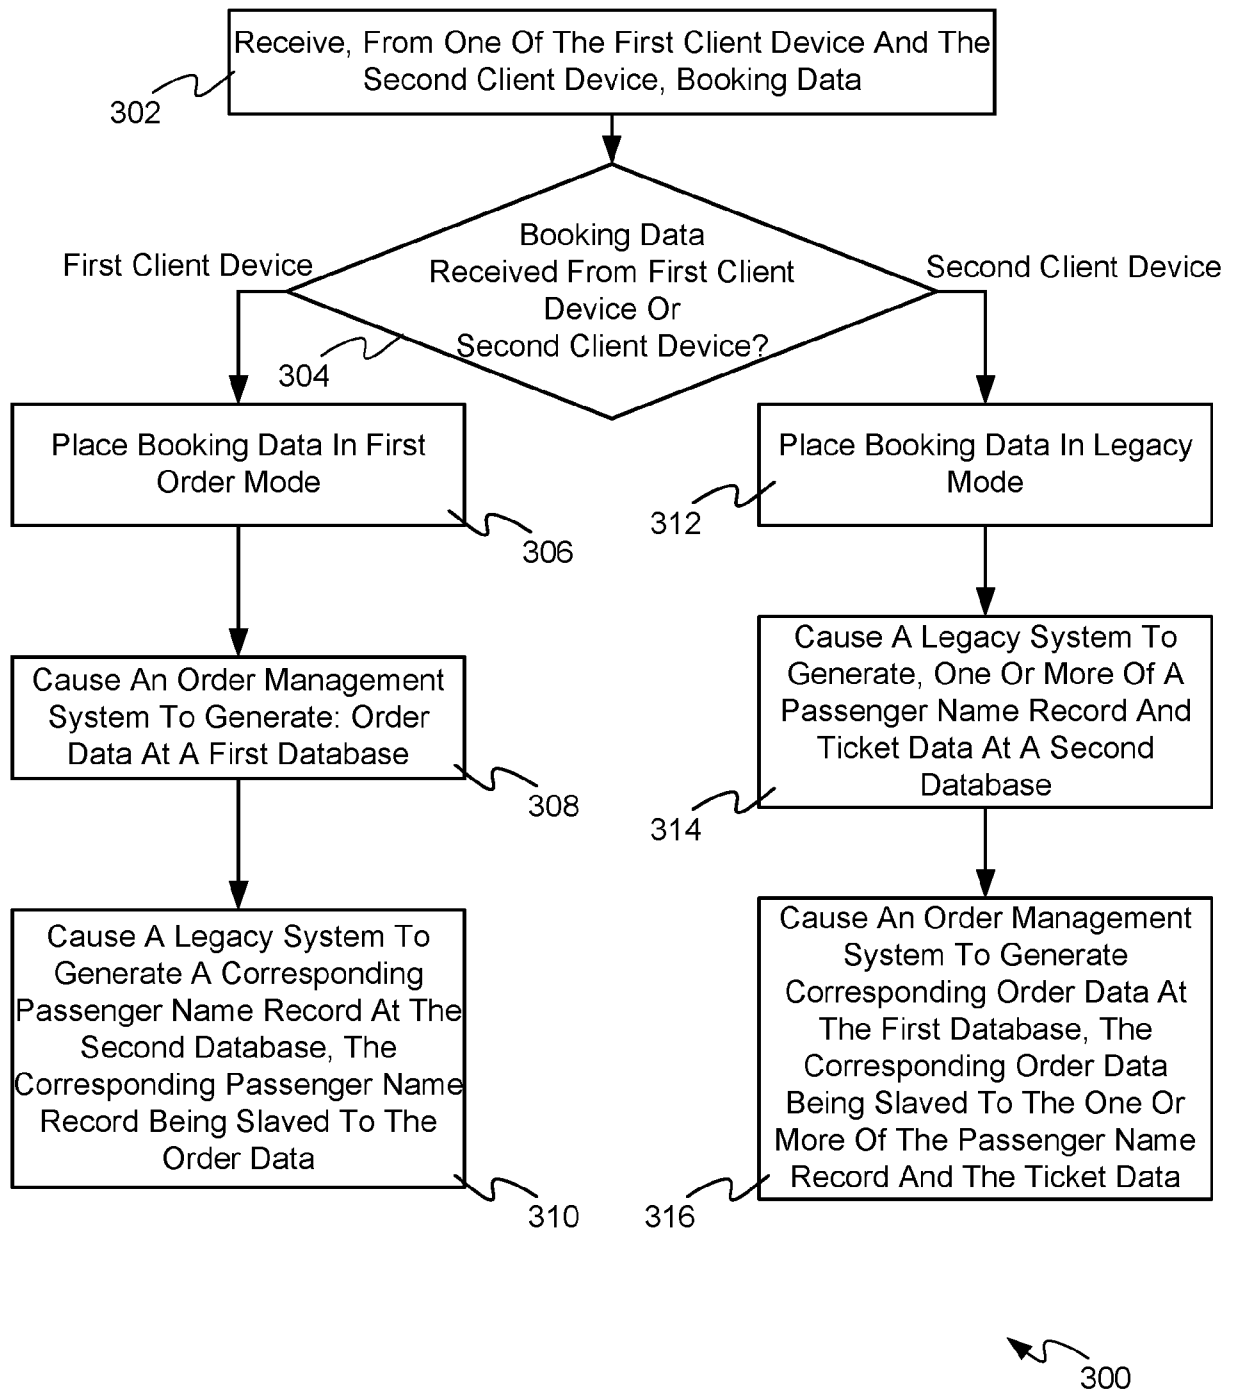 Receive, From One Of The First Client Device And The
Second Client Device, Booking Data
302
Booking Data
Received From First Client
Device Or
Second Client Device?
304
First Client Device
Second Client Device
Place Booking Data In First
Order Mode
306
Cause An Order Management
System To Generate: Order
Data At A First Database
308
Cause A Legacy System To
Generate A Corresponding
Passenger Name Record At The
Second Database, The
Corresponding Passenger Name
Record Being Slaved To The
Order Data
310
Place Booking Data In Legacy
Mode
312
Cause A Legacy System To
Generate, One Or More Of A
Passenger Name Record And
Ticket Data At A Second
Database
314
Cause An Order Management
System To Generate
Corresponding Order Data At
The First Database, The
Corresponding Order Data
Being Slaved To The One Or
More Of The Passenger Name
Record And The Ticket Data
316
300